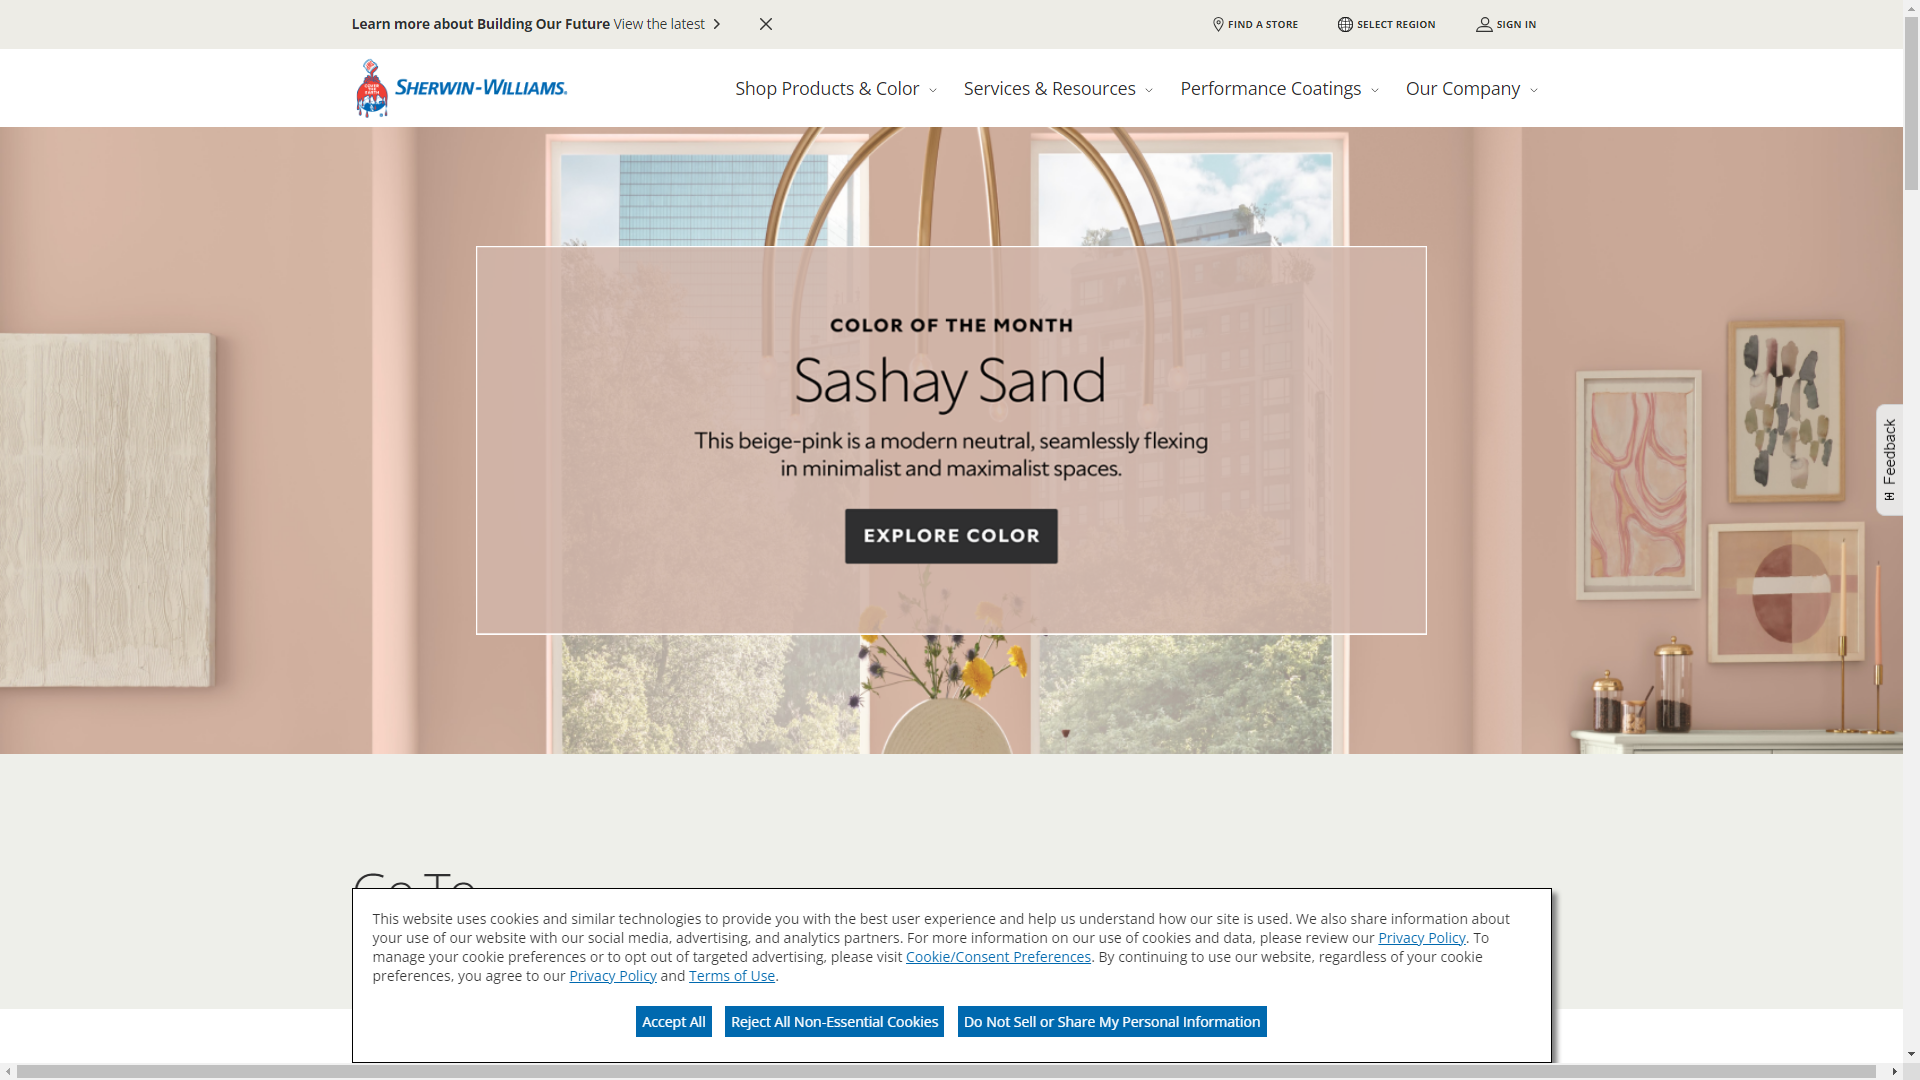 Learn more about Building Our Future View the latest
FIND A STORE
SELECT REGION
SIGN IN
SHERWIN-WILLIAMS.
Shop Products & Color
Services & Resources
Performance Coatings
Our Company
COLOR OF THE MONTH
Sashay Sand
This beige-pink is a modern neutral, seamlessly flexing
in minimalist and maximalist spaces.
EXPLORE COLOR
Feedback
Go To
This website uses cookies and similar technologies to provide you with the best user experience and help us understand how our site is used. We also share information about
your use of our website with our social media, advertising, and analytics partners. For more information on our use of cookies and data, please review our Privacy Policy. To
manage your cookie preferences or to opt out of targeted advertising, please visit Cookie/Consent Preferences. By continuing to use our website, regardless of your cookie
preferences, you agree to our Privacy Policy and Terms of Use.
Accept All
Reject All Non-Essential Cookies
Do Not Sell or Share My Personal Information